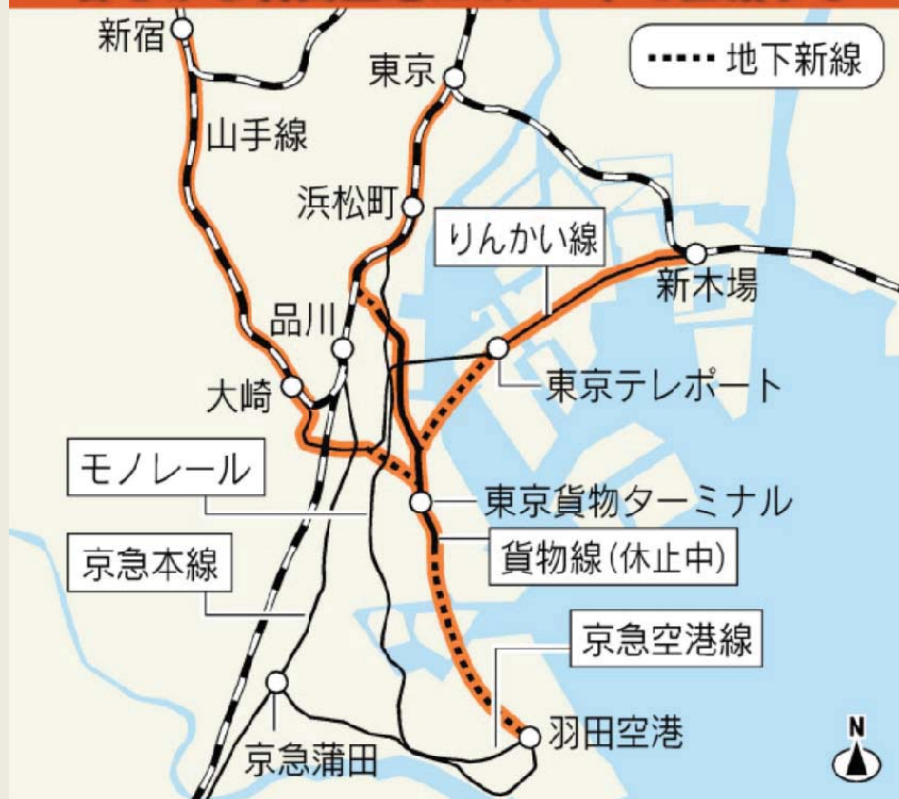 新宿
東京
地下新線
山手線
浜松町
りんかい線
新木場
品川
大崎
東京テレポート
モノレール
東京貨物ターミナル
京急本線
貨物線(休止中)
京急空港線
羽田空港
京急蒲田
N